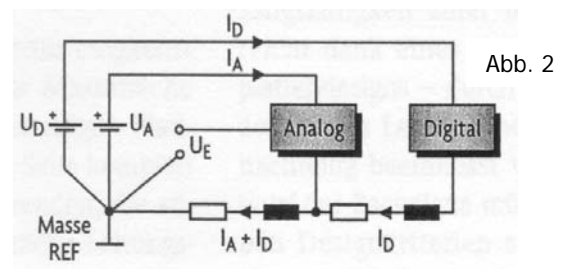 I_D
I_A
Abb. 2
U_D + + U_A
U_E
Analog Digital
Masse
REF
I_A+I_D I_D